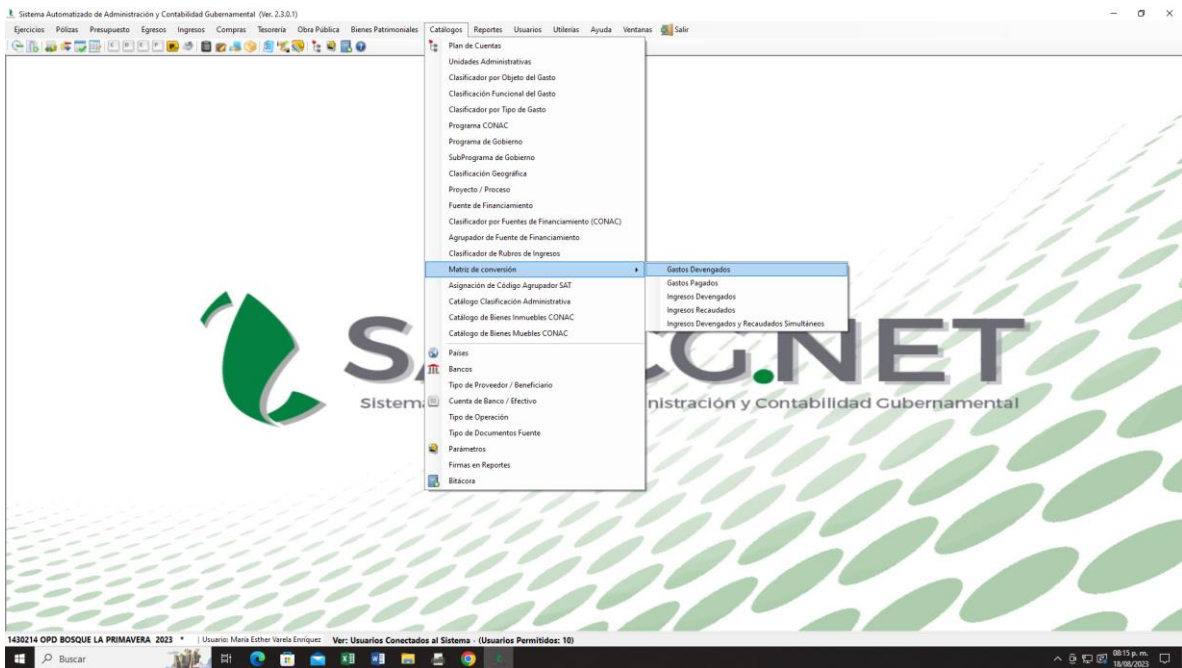 Sistema Automatizado de Administración y Contabilidad Gubernamental (Ver. 2.3.0.1)
Ejercicios Pólizas Presupuesto Egresos Ingresos Compras Tesorería Obra Pública Bienes Patrimoniales Catálogos Reportes Usuarios Utilerías Ayuda Ventanas Salir
Plan de Cuentas
Unidades Administrativas
Clasificador por Objeto del Gasto
Clasificación Funcional del Gasto
Clasificador por Tipo de Gasto
Programa CONAC
Programa de Gobierno
SubPrograma de Gobierno
Clasificación Geográfica
Proyecto / Proceso
Fuente de Financiamiento
Clasificador por Fuentes de Financiamiento (CONAC)
Agrupador de Fuente de Financiamiento
Clasificador de Rubros de Ingresos
Matriz de conversión
Asignación de Código Agrupador SAT
Catálogo Clasificación Administrativa
Catálogo de Bienes Inmuebles CONAC
Catálogo de Bienes Muebles CONAC
Países
Bancos
Tipo de Proveedor / Beneficiario
Cuenta de Banco / Efectivo
Tipo de Operación
Tipo de Documentos Fuente
Parámetros
Firmas en Reportes
Bitácora
Gastos Devengados
Gastos Pagados
Ingresos Devengados
Ingresos Recaudados
Ingresos Devengados y Recaudados Simultáneos
S G.NET
Sistem nistración y Contabilidad Gubernamental
1430214 OPD BOSQUE LA PRIMAVERA 2023 * | Usuario: María Esther Varela Enríquez Ver: Usuarios Conectados al Sistema - (Usuarios Permitidos: 10)
Buscar
08:15 p. m.
18/08/2023